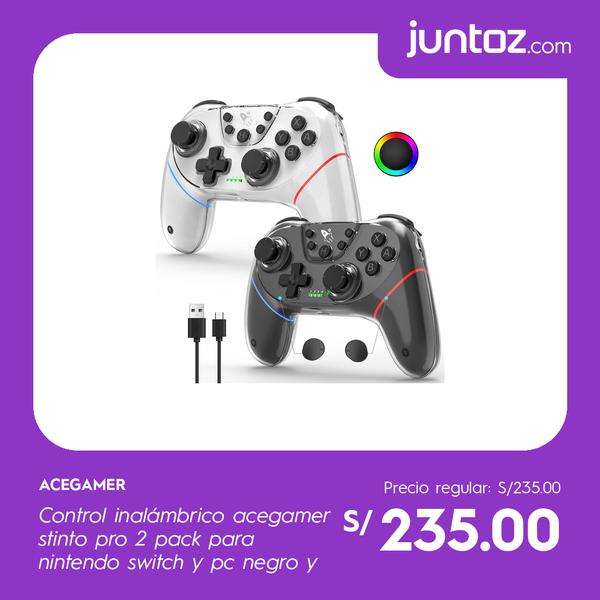 juntoz.com
X
Y
A
B
X
Y
A
B
ACEGAMER
Control inalámbrico acegamer
stinto pro 2 pack para
nintendo switch y pc negro y
Precio regular: S/235.00
S/ 235.00